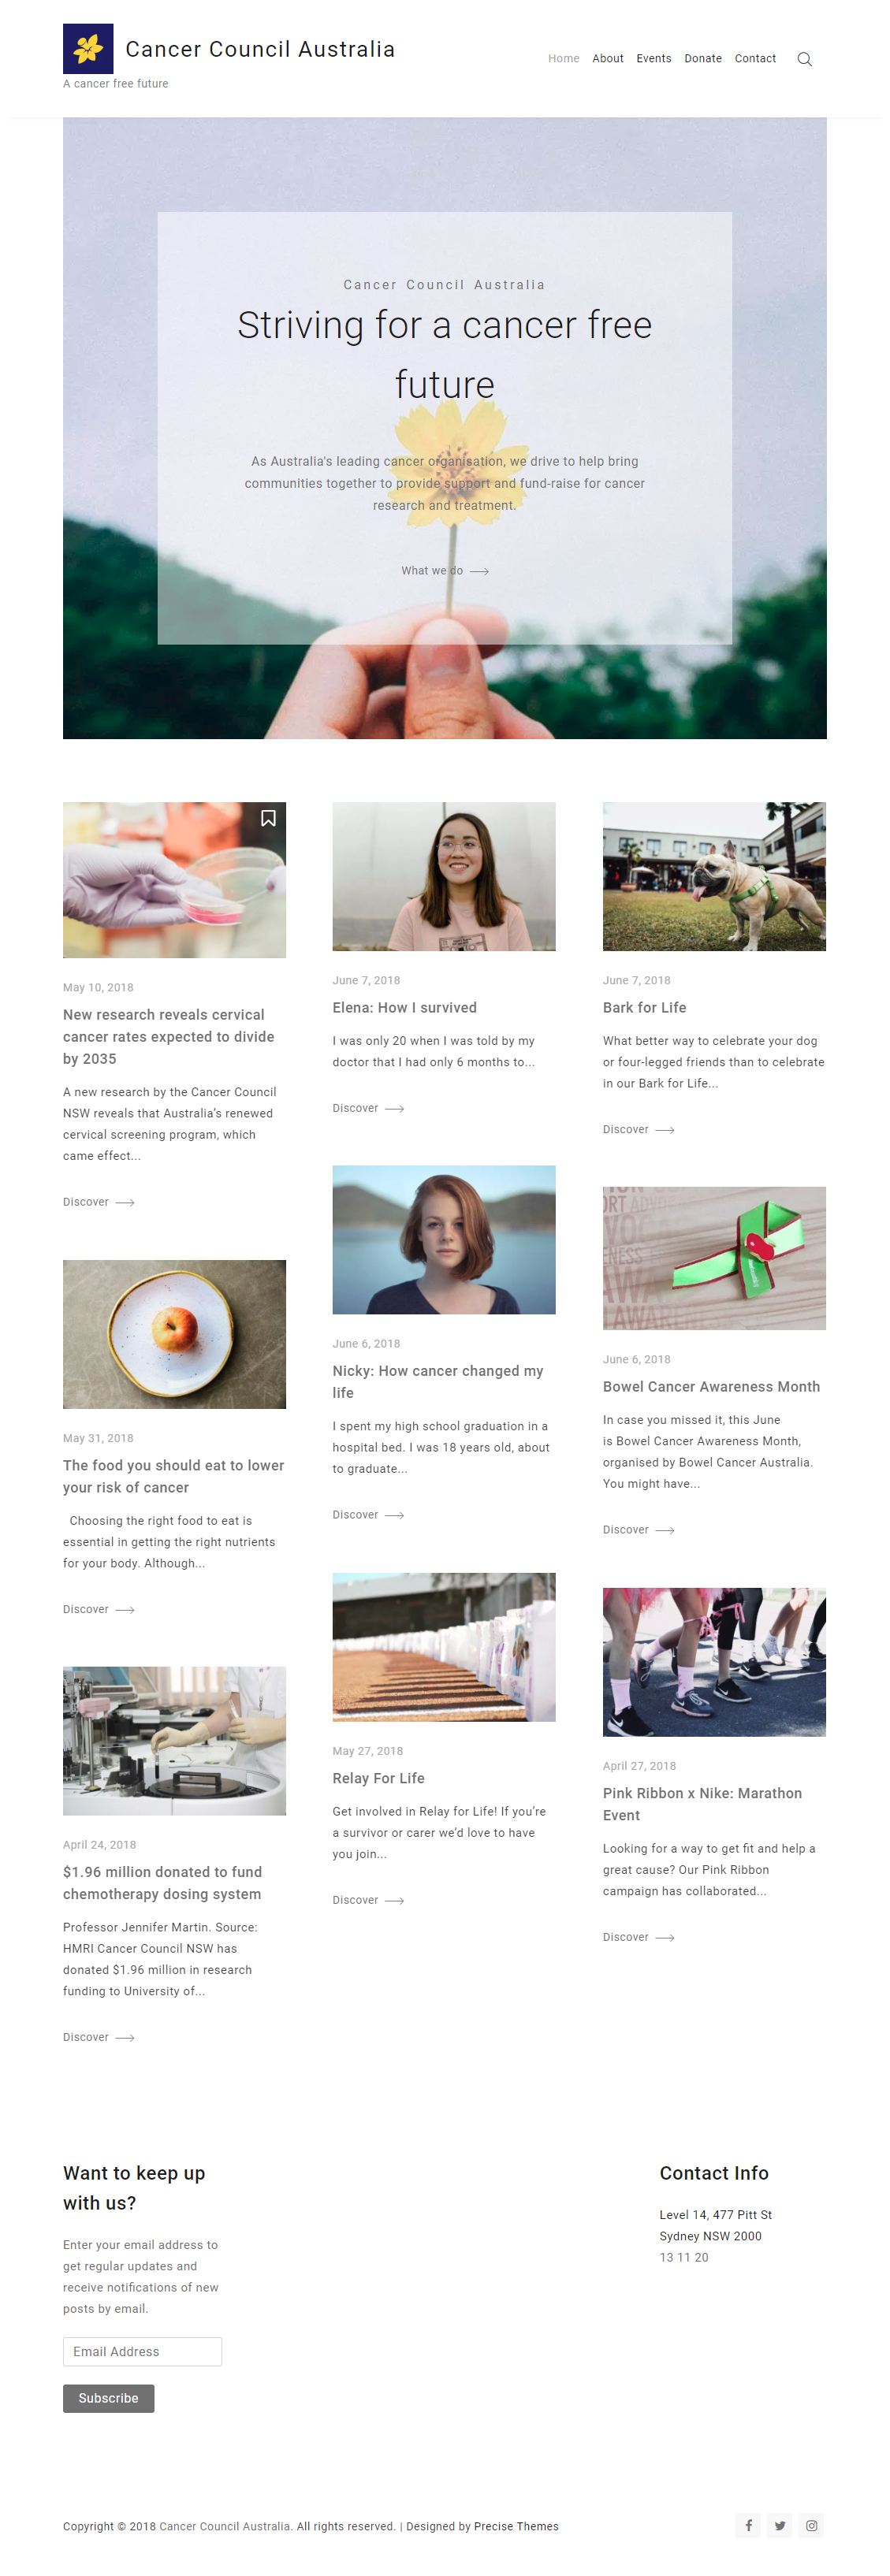 Cancer Council Australia
A cancer free future
Home
About
Events
Donate
Contact
Cancer Council Australia
Striving for a cancer free
future
As Australia's leading cancer organisation, we drive to help bring
communities together to provide support and fund-raise for cancer
research and treatment.
What we do
May 10, 2018
New research reveals cervical
cancer rates expected to divide
by 2035
A new research by the Cancer Council
NSW reveals that Australia’s renewed
cervical screening program, which
came effect...
Discover
May 31, 2018
The food you should eat to lower
your risk of cancer
Choosing the right food to eat is
essential in getting the right nutrients
for your body. Although...
Discover
April 24, 2018
$1.96 million donated to fund
chemotherapy dosing system
Professor Jennifer Martin. Source:
HMRI Cancer Council NSW has
donated $1.96 million in research
funding to University of...
Discover
June 7, 2018
Elena: How I survived
I was only 20 when I was told by my
doctor that I had only 6 months to...
Discover
June 6, 2018
Nicky: How cancer changed my
life
I spent my high school graduation in a
hospital bed. I was 18 years old, about
to graduate...
Discover
May 27, 2018
Relay For Life
Get involved in Relay for Life! If you’re
a survivor or carer we’d love to have
you join...
Discover
June 7, 2018
Bark for Life
What better way to celebrate your dog
or four-legged friends than to celebrate
in our Bark for Life...
Discover
June 6, 2018
Bowel Cancer Awareness Month
In case you missed it, this June
is Bowel Cancer Awareness Month,
organised by Bowel Cancer Australia.
You might have...
Discover
April 27, 2018
Pink Ribbon x Nike: Marathon
Event
Looking for a way to get fit and help a
great cause? Our Pink Ribbon
campaign has collaborated...
Discover
Want to keep up
with us?
Enter your email address to
get regular updates and
receive notifications of new
posts by email.
Email Address
Subscribe
Contact Info
Level 14, 477 Pitt St
Sydney NSW 2000
13 11 20
Copyright © 2018 Cancer Council Australia. All rights reserved. | Designed by Precise Themes